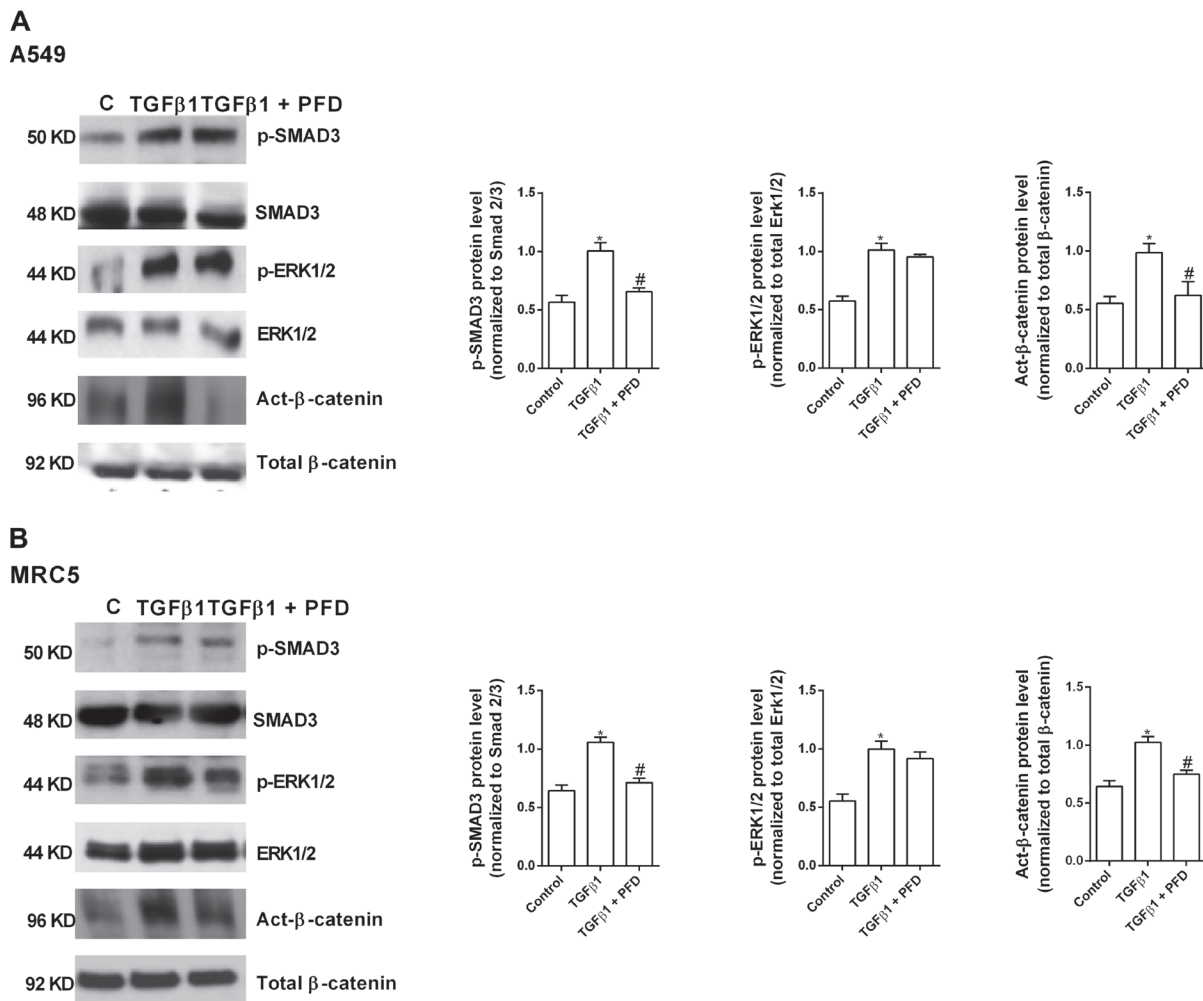 A
A549
C TGFβ1 TGFβ1 + PFD
50 KD p-SMAD3
48 KD SMAD3
44 KD p-ERK1/2
44 KD ERK1/2
96 KD Act-β-catenin
92 KD Total β-catenin
p-SMAD3 protein level
(normalized to Smad 2/3)
1.5
1.0
0.5
0.0
*
#
Control
TGFβ1
TGFβ1 + PFD
p-ERK1/2 protein level
(normalized to total Erk1/2)
1.5
1.0
0.5
0.0
*
Control
TGFβ1
TGFβ1 + PFD
Act-β-catenin protein level
(normalized to total β-catenin)
1.5
1.0
0.5
0.0
*
#
Control
TGFβ1
TGFβ1 + PFD
B
MRC5
C TGFβ1 TGFβ1 + PFD
50 KD p-SMAD3
48 KD SMAD3
44 KD p-ERK1/2
44 KD ERK1/2
96 KD Act-β-catenin
92 KD Total β-catenin
p-SMAD3 protein level
(normalized to Smad 2/3)
1.5
1.0
0.5
0.0
*
#
Control
TGFβ1
TGFβ1 + PFD
p-ERK1/2 protein level
(normalized to total Erk1/2)
1.5
1.0
0.5
0.0
*
Control
TGFβ1
TGFβ1 + PFD
Act-β-catenin protein level
(normalized to total β-catenin)
1.5
1.0
0.5
0.0
*
#
Control
TGFβ1
TGFβ1 + PFD